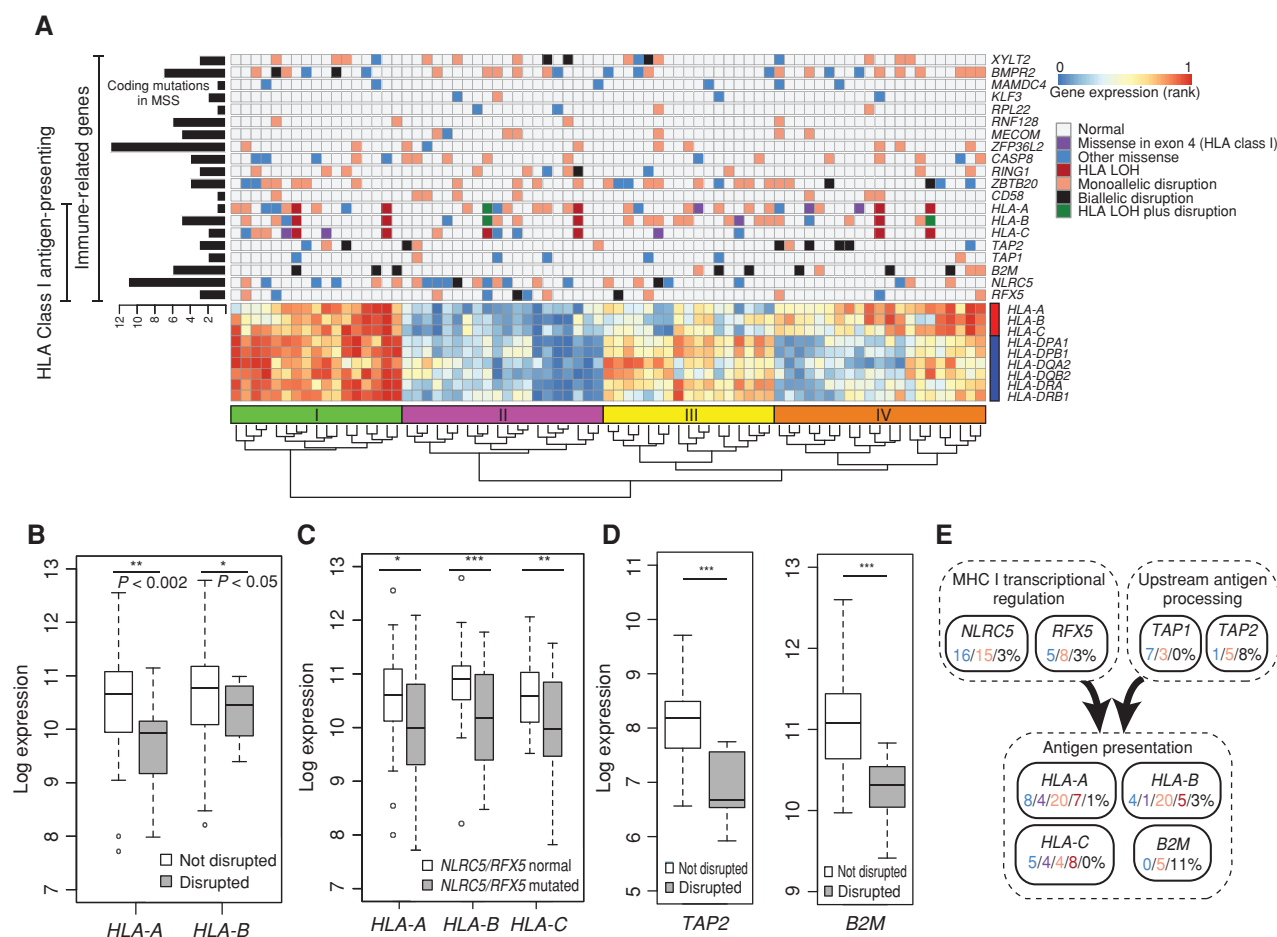 A
Coding mutations
in MSS
Immune-related genes
HLA Class I antigen-presenting
XYLT2
BMPR2
MAMDC4
KLF3
RPL22
RNF128
MECOM
ZFP36L2
CASP8
RING1
ZBTB20
CD58
HLA-A
HLA-B
HLA-C
TAP2
TAP1
B2M
NLRC5
RFX5
12 10 8 6 4 2
HLA-A
HLA-B
HLA-C
HLA-DPA1
HLA-DPB1
HLA-DQA2
HLA-DQB2
HLA-DRA
HLA-DRB1
I II III IV
0 1
Gene expression (rank)
Normal
Missense in exon 4 (HLA class I)
Other missense
HLA LOH
Monoallelic disruption
Biallelic disruption
HLA LOH plus disruption
B
Log expression
13
12
11
10
9
8
7
** *
P < 0.002 P < 0.05
Not disrupted
Disrupted
HLA-A HLA-B
C
Log expression
13
12
11
10
9
8
7
* *** **
NLRC5/RFX5 normal
NLRC5/RFX5 mutated
HLA-A HLA-B HLA-C
D
Log expression
11
10
9
8
7
6
5
***
Not disrupted
Disrupted
TAP2
13
12
11
10
9
***
Not disrupted
Disrupted
B2M
E
MHC I transcriptional
regulation
NLRC5
16/15/3%
RFX5
5/8/3%
Upstream antigen
processing
TAP1
7/3/0%
TAP2
1/5/8%
Antigen presentation
HLA-A
8/4/20/7/1%
HLA-B
4/1/20/5/3%
HLA-C
5/4/4/8/0%
B2M
0/5/11%